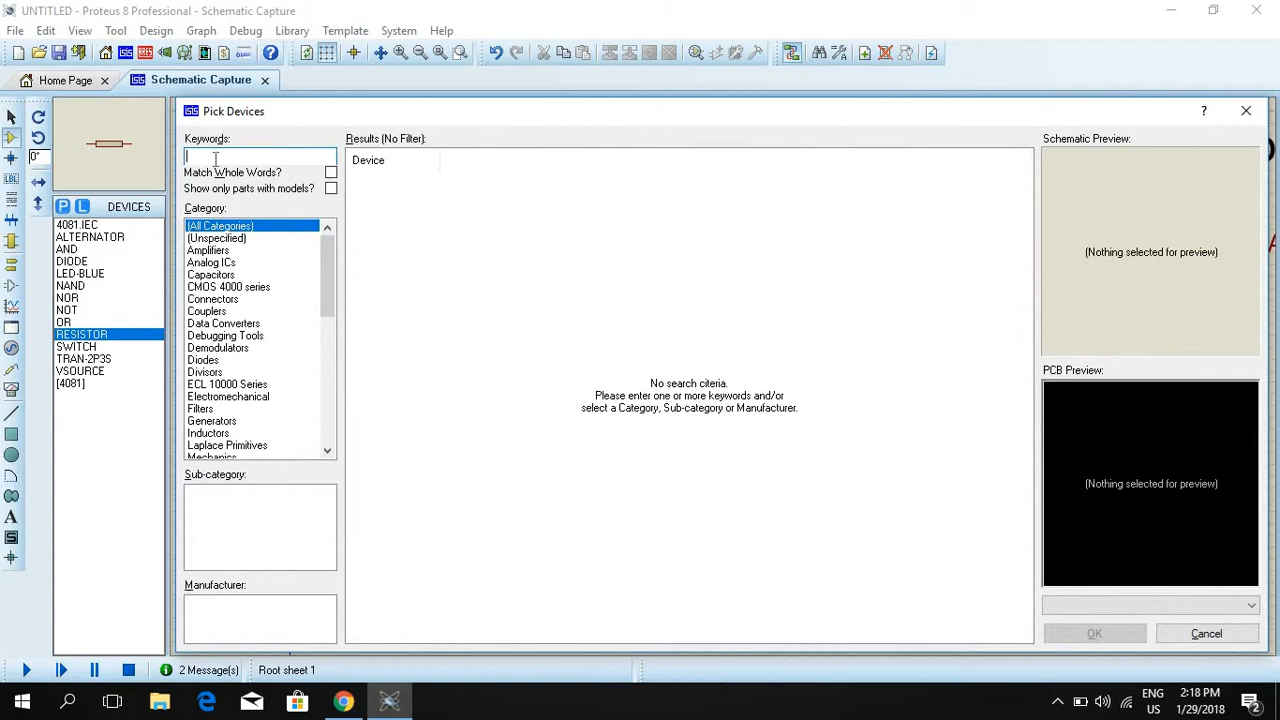 UNTITLED - Proteus 8 Professional - Schematic Capture
File Edit View Tool Design Graph Debug Library Template System Help
Home Page
Schematic Capture
Pick Devices
Keywords:
Match Whole Words?
Show only parts with models?
Category:
(All Categories)
(Unspecified)
Amplifiers
Analog ICs
Capacitors
CMOS 4000 series
Connectors
Couplers
Data Converters
Debugging Tools
Demodulators
Diodes
Divisors
ECL 10000 Series
Electromechanical
Filters
Generators
Inductors
Laplace Primitives
Mechanics
Sub-category:
Manufacturer:
Results (No Filter):
Device
No search citeria.
Please enter one or more keywords and/or
select a Category, Sub-category or Manufacturer.
Schematic Preview:
(Nothing selected for preview)
PCB Preview:
(Nothing selected for preview)
OK
Cancel
0°
LBL
P L DEVICES
4081.IEC
ALTERNATOR
AND
DIODE
LED-BLUE
NAND
NOR
NOT
OR
RESISTOR
SWITCH
TRAN-2P3S
VSOURCE
[4081]
A
2 Message(s)
Root sheet 1
ENG
US
2:18 PM
1/29/2018
2